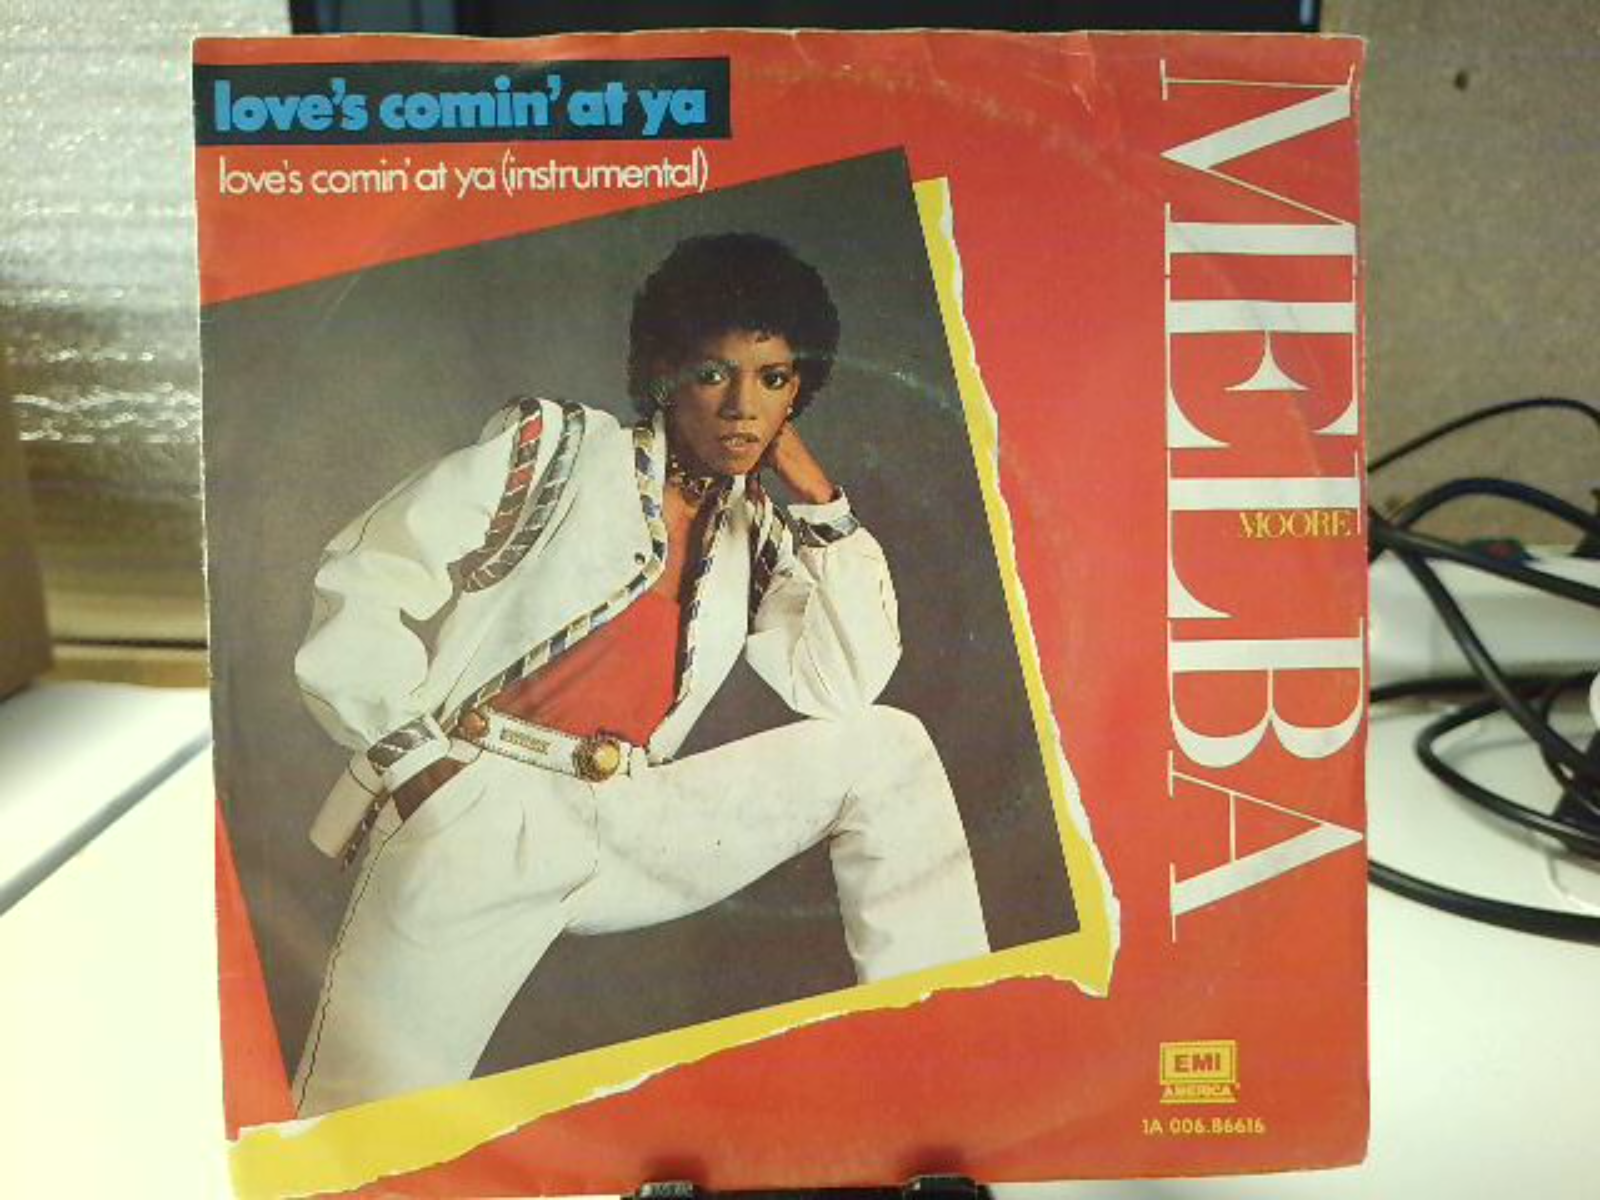 love's comin' at ya
love's comin' at ya (instrumental)
MELBA
MOORE
EMI
AMERICA
1A 006.86616